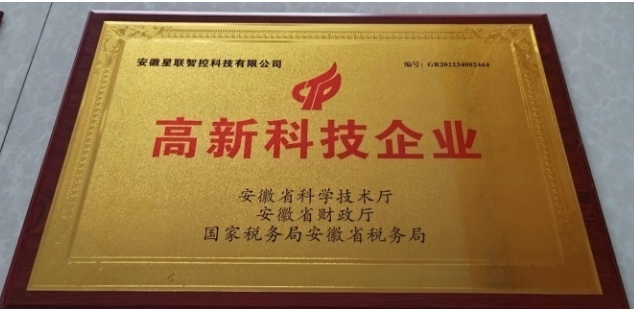 安徽星联智控科技有限公司 编号：GR202234002464
高新科技企业
安徽省科学技术厅
安徽省财政厅
国家税务局安徽省税务局